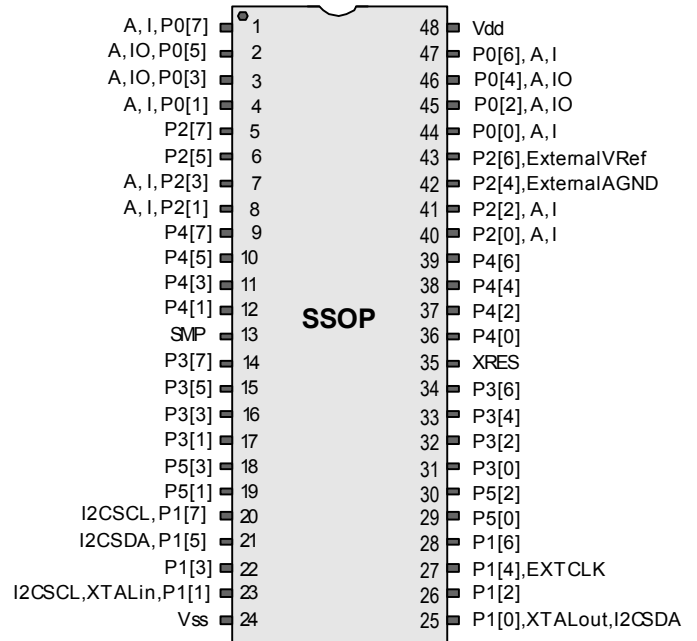 A, I, P0[7] 1 48 Vdd
A, IO, P0[5] 2 47 P0[6], A, I
A, IO, P0[3] 3 46 P0[4], A, IO
A, I, P0[1] 4 45 P0[2], A, IO
P2[7] 5 44 P0[0], A, I
P2[5] 6 43 P2[6], External VRef
A, I, P2[3] 7 42 P2[4], External AGND
A, I, P2[1] 8 41 P2[2], A, I
P4[7] 9 40 P2[0], A, I
P4[5] 10 39 P4[6]
P4[3] 11 38 P4[4]
P4[1] 12 37 P4[2]
SSOP
SMP 13 36 P4[0]
P3[7] 14 35 XRES
P3[5] 15 34 P3[6]
P3[3] 16 33 P3[4]
P3[1] 17 32 P3[2]
P5[3] 18 31 P3[0]
P5[1] 19 30 P5[2]
I2CSCL, P1[7] 20 29 P5[0]
I2CSDA, P1[5] 21 28 P1[6]
P1[3] 22 27 P1[4], EXTCLK
I2CSCL, XTALin, P1[1] 23 26 P1[2]
Vss 24 25 P1[0], XTALout, I2CSDA